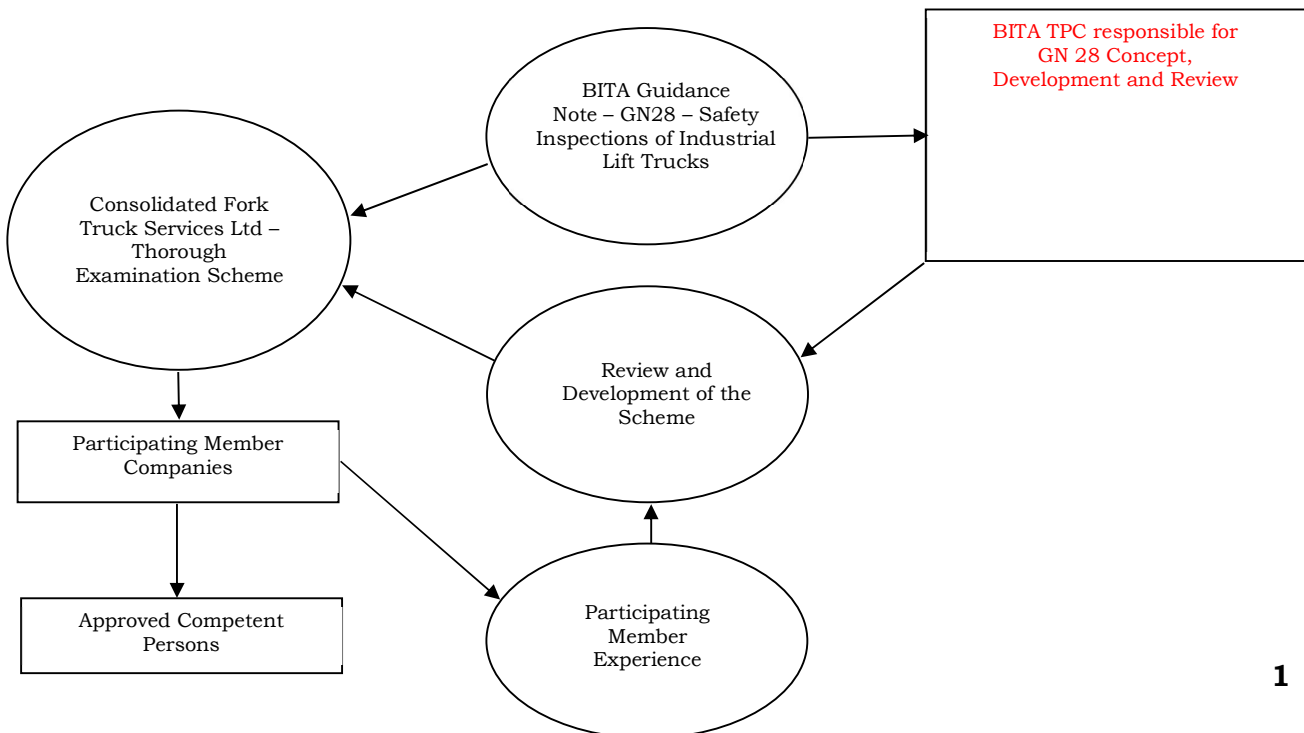 BITA TPC responsible for
GN 28 Concept,
Development and Review
BITA Guidance
Note – GN28 – Safety
Inspections of Industrial
Lift Trucks
Consolidated Fork
Truck Services Ltd –
Thorough
Examination Scheme
Review and
Development of the
Scheme
Participating Member
Companies
Approved Competent
Persons
Participating
Member
Experience
1